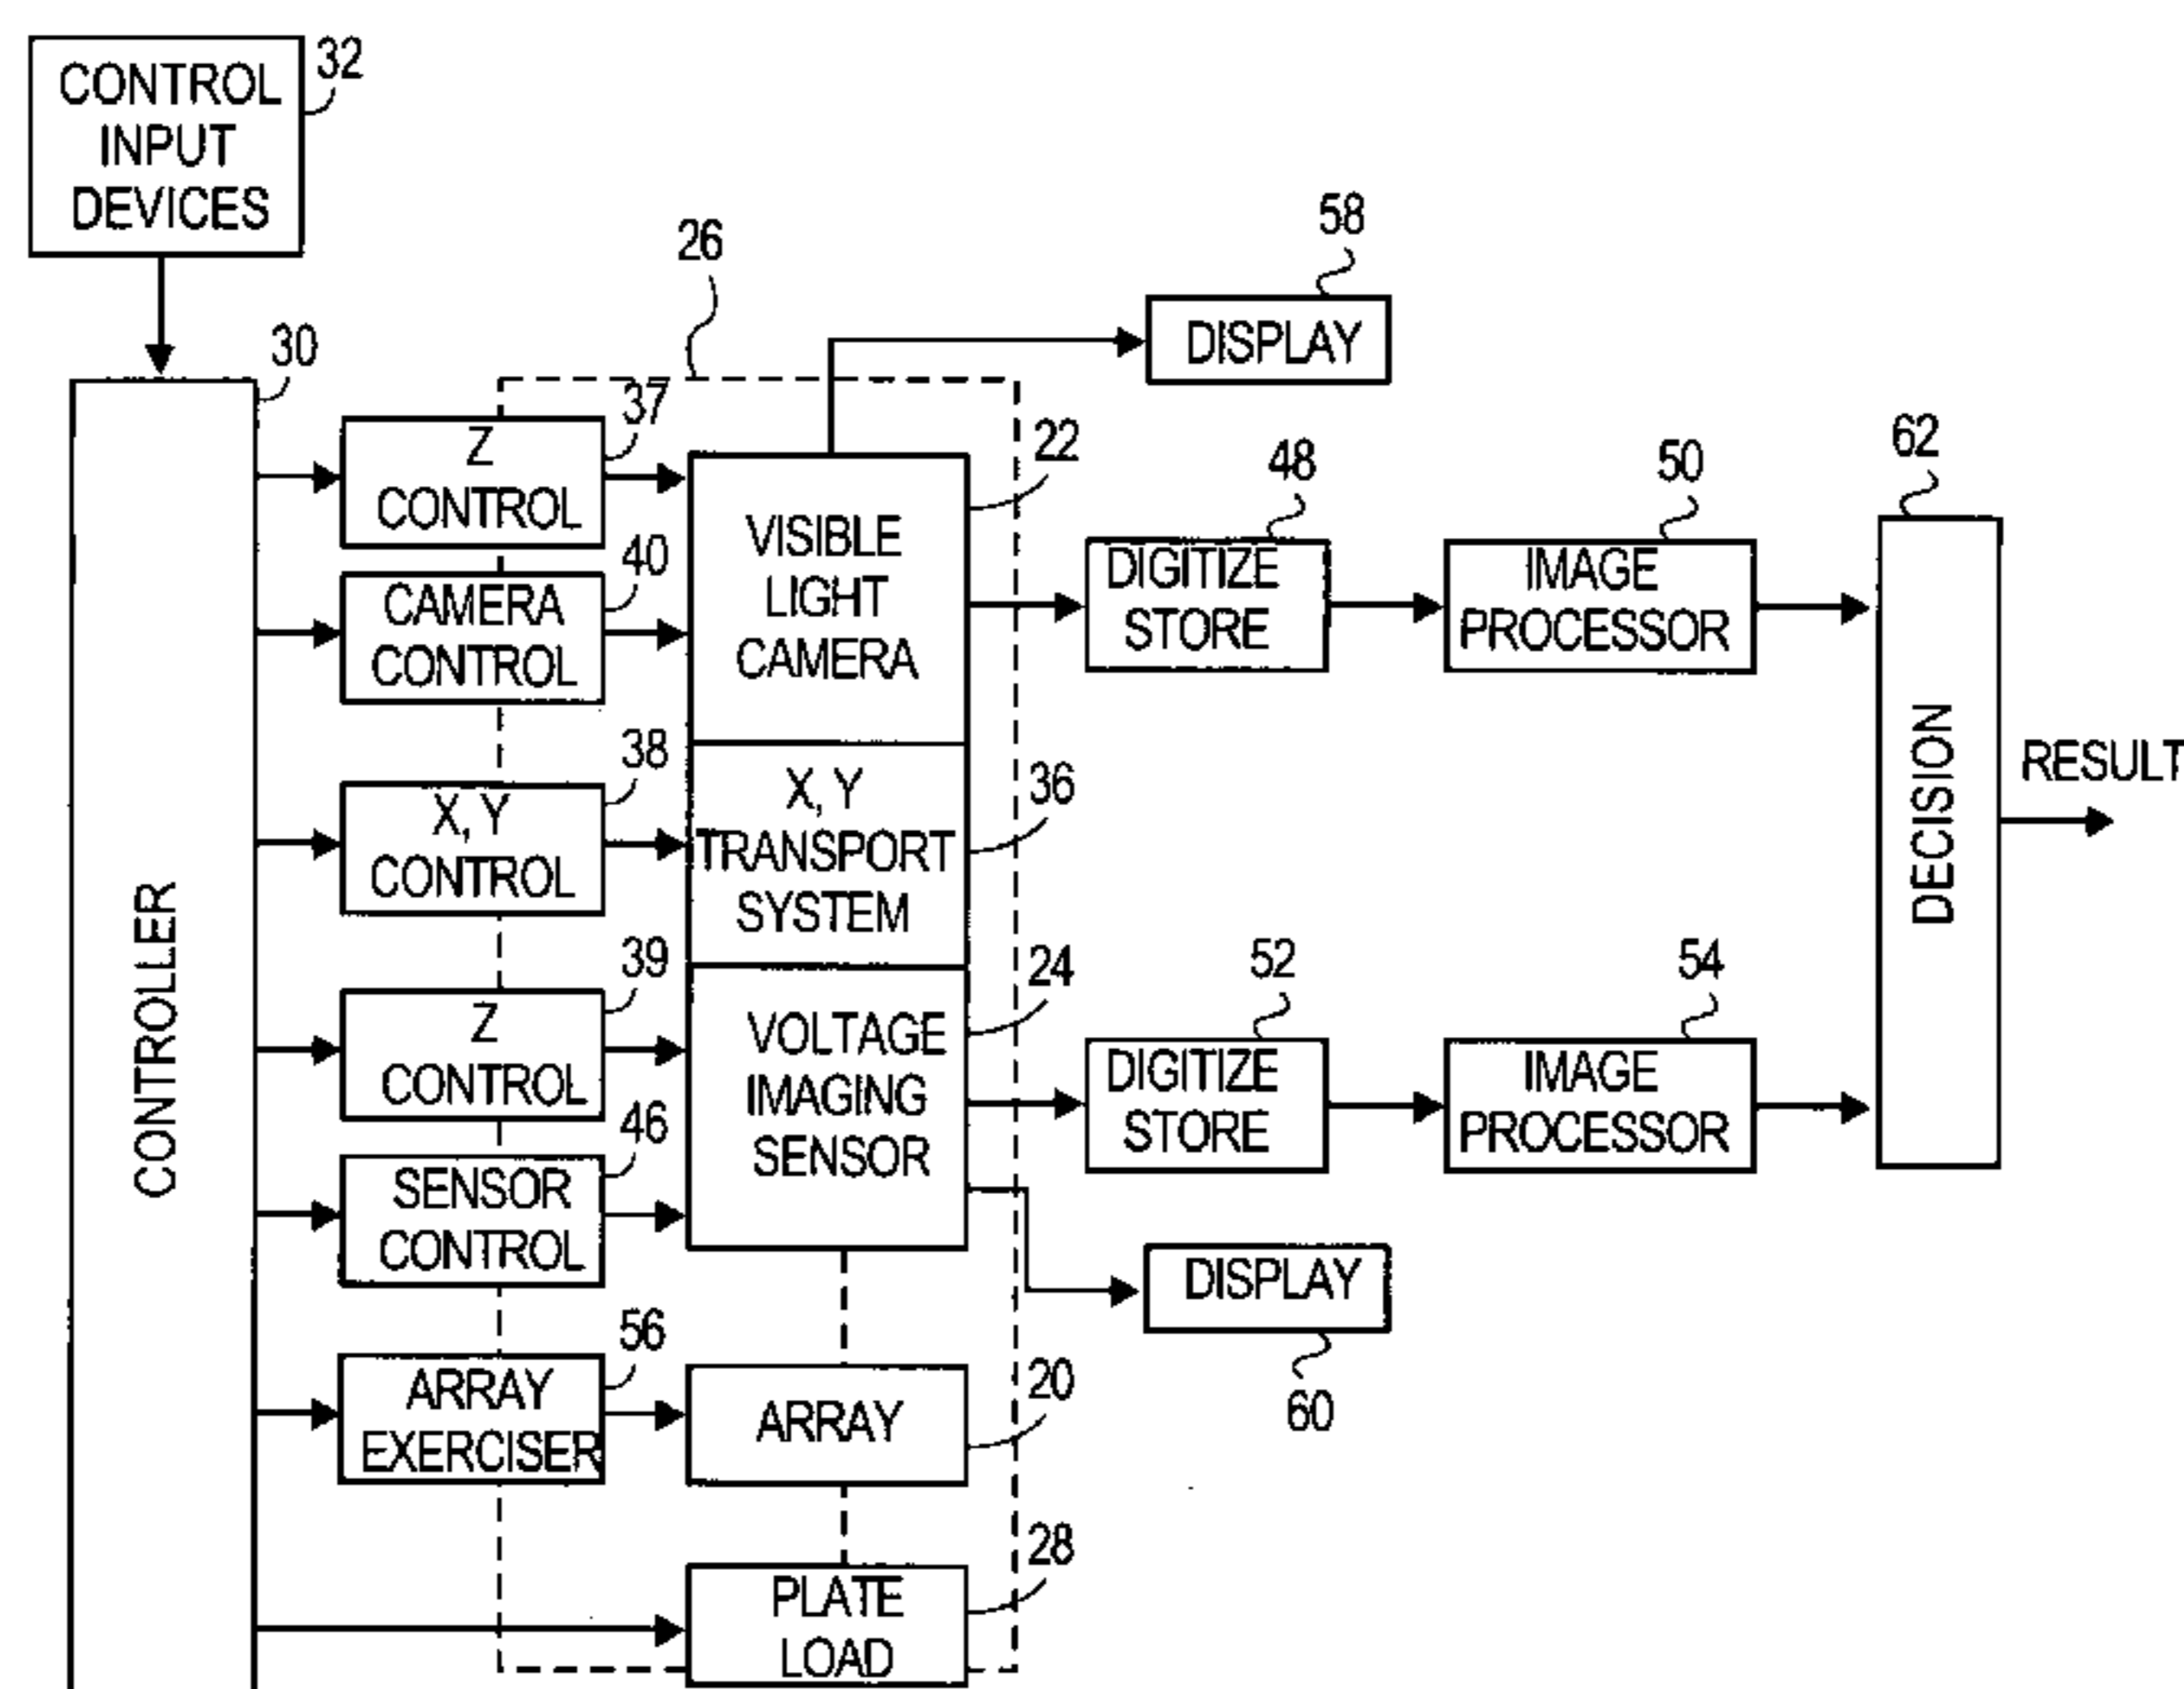 CONTROL
INPUT
DEVICES
32
30
CONTROLLER
26
58
DISPLAY
37
Z
CONTROL
40
CAMERA
CONTROL
38
X, Y
CONTROL
39
Z
CONTROL
46
SENSOR
CONTROL
56
ARRAY
EXERCISER
22
VISIBLE
LIGHT
CAMERA
36
X, Y
TRANSPORT
SYSTEM
24
VOLTAGE
IMAGING
SENSOR
20
ARRAY
28
PLATE
LOAD
48
DIGITIZE
STORE
50
IMAGE
PROCESSOR
52
DIGITIZE
STORE
54
IMAGE
PROCESSOR
DISPLAY
60
62
DECISION
RESULT